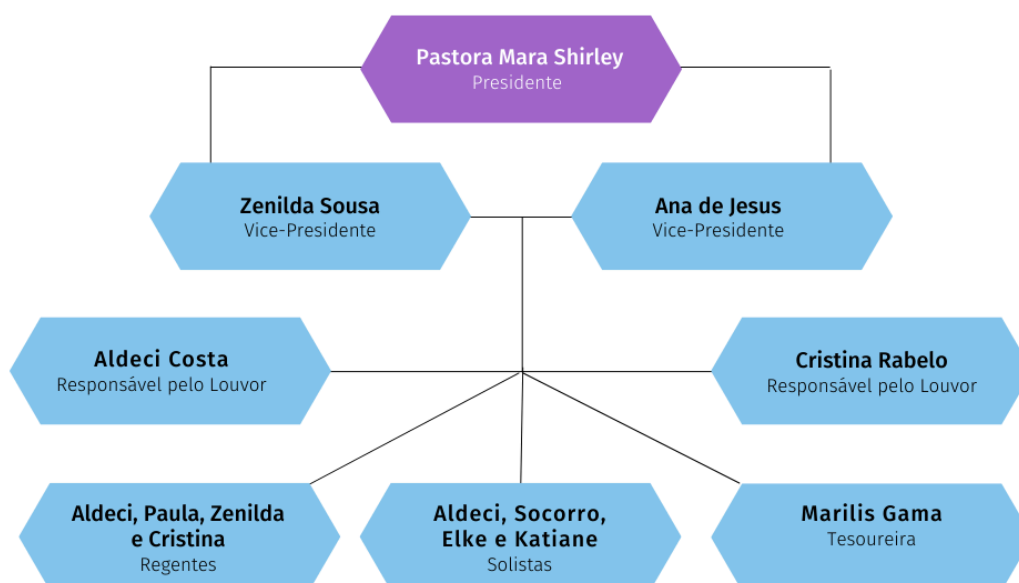 Pastora Mara Shirley
Presidente
Zenilda Sousa
Vice-Presidente
Ana de Jesus
Vice-Presidente
Aldeci Costa
Responsável pelo Louvor
Cristina Rabelo
Responsável pelo Louvor
Aldeci, Paula, Zenilda
e Cristina
Regentes
Aldeci, Socorro,
Elke e Katiane
Solistas
Marilis Gama
Tesoureira